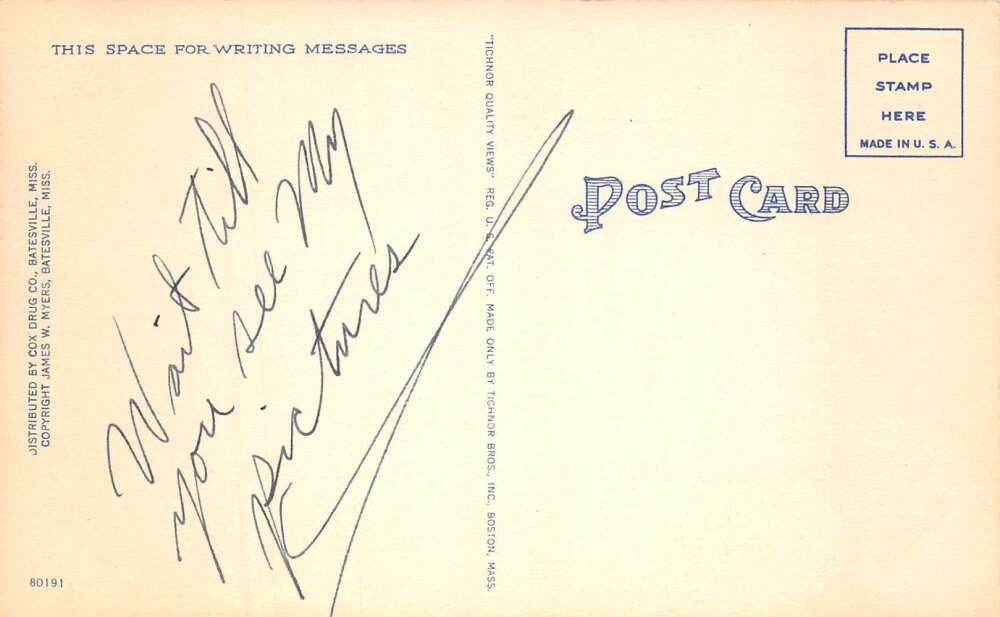 THIS SPACE FOR WRITING MESSAGES
PLACE
STAMP
HERE
MADE IN U. S. A.
POST CARD
Wait Till
you see My
Pictures
DISTRIBUTED BY COX DRUG CO., BATESVILLE, MISS.
COPYRIGHT JAMES W. MYERS, BATESVILLE, MISS.
"TICHNOR QUALITY VIEWS" REG. U. S. PAT. OFF. MADE ONLY BY TICHNOR BROS., INC., BOSTON, MASS.
80191